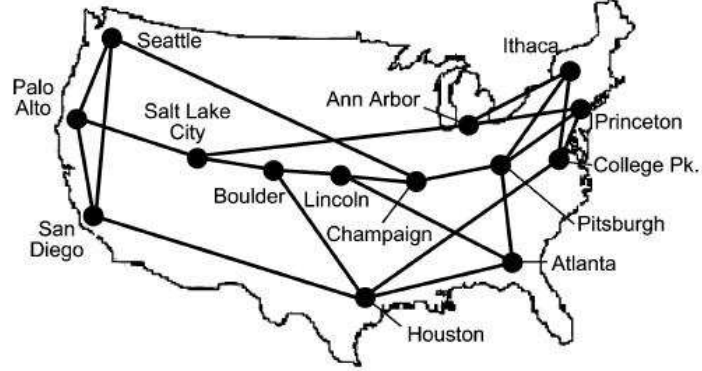 Seattle
Ithaca
Palo
Alto
Salt Lake
City
Ann Arbor
Princeton
College Pk.
Boulder
Lincoln
Champaign
Pitsburgh
San
Diego
Atlanta
Houston